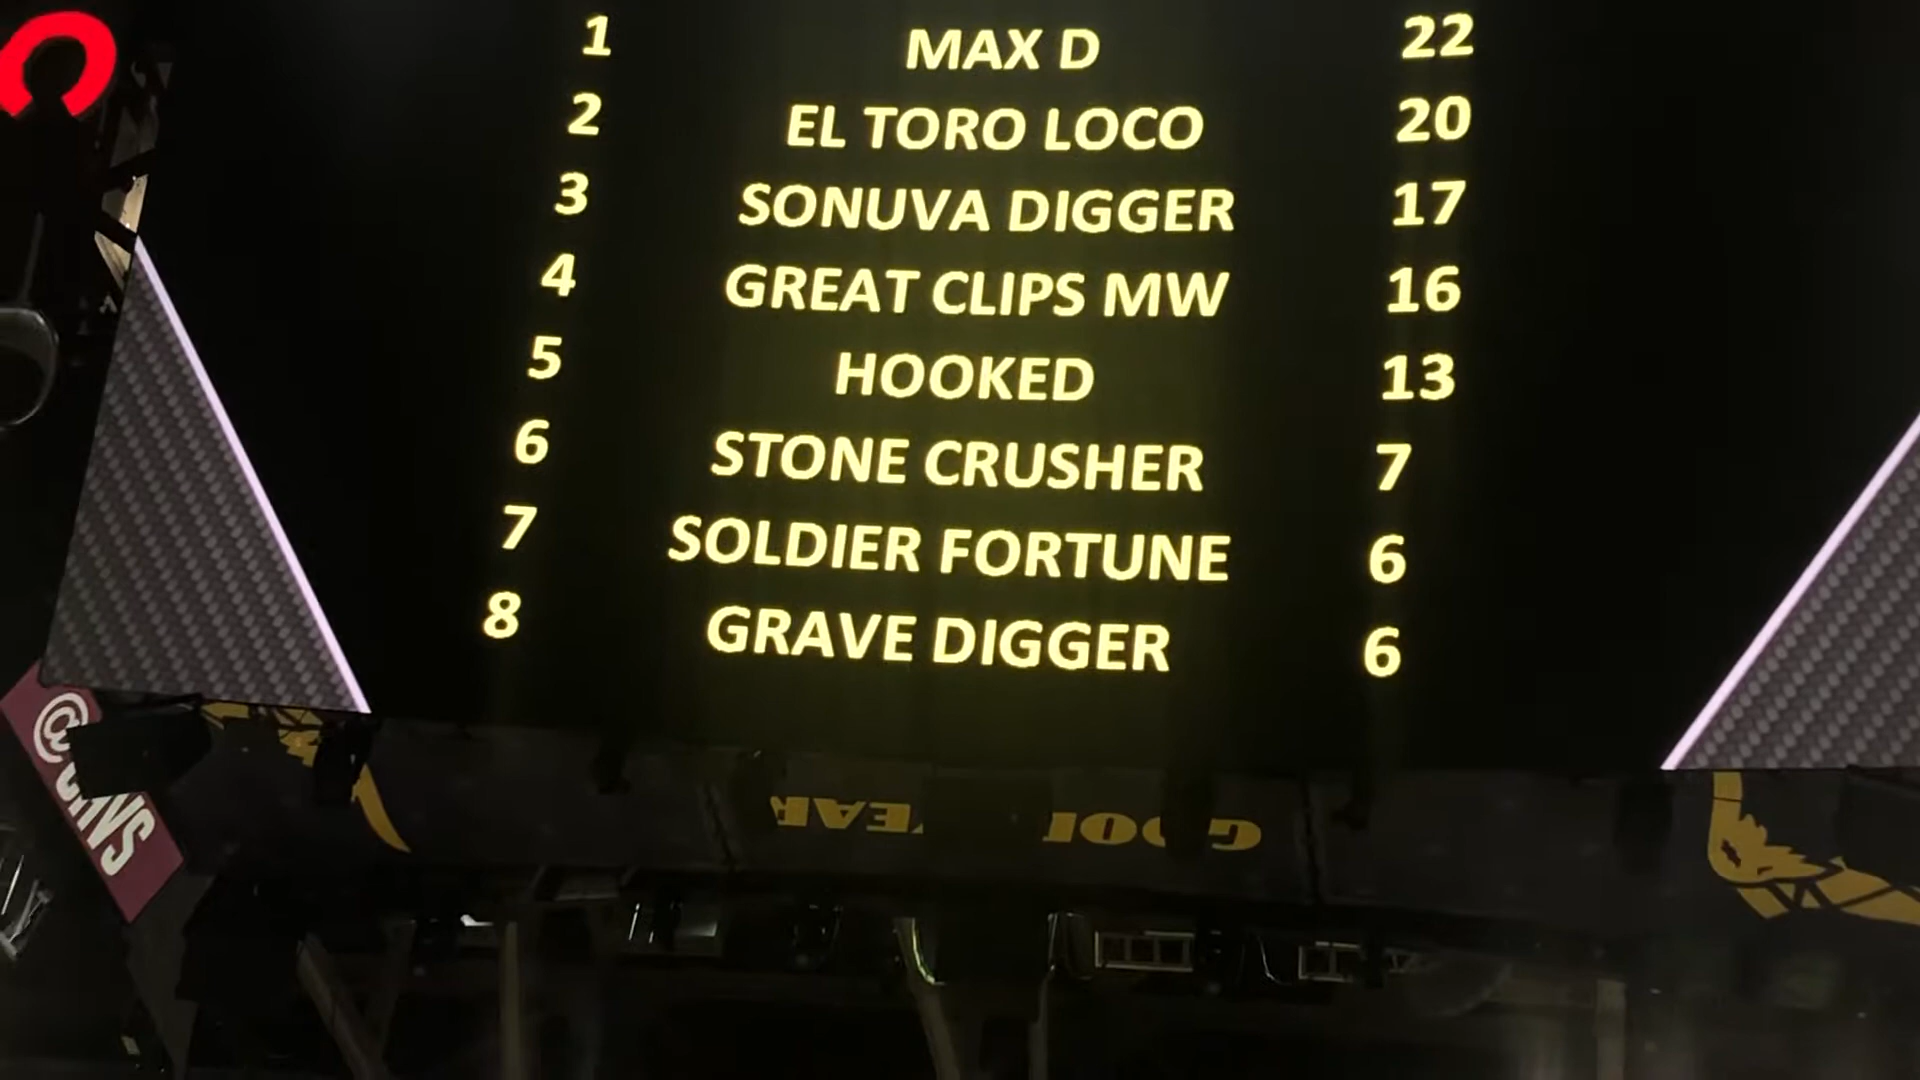 1 MAX D 22
2 EL TORO LOCO 20
3 SONUVA DIGGER 17
4 GREAT CLIPS MW 16
5 HOOKED 13
6 STONE CRUSHER 7
7 SOLDIER FORTUNE 6
8 GRAVE DIGGER 6